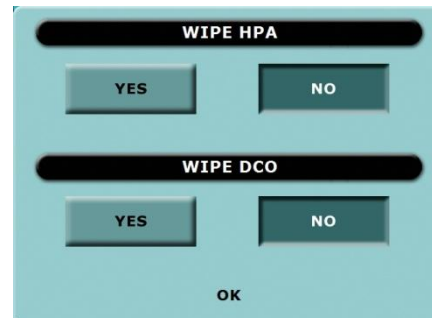 WIPE HPA
YES NO
WIPE DCO
YES NO
OK